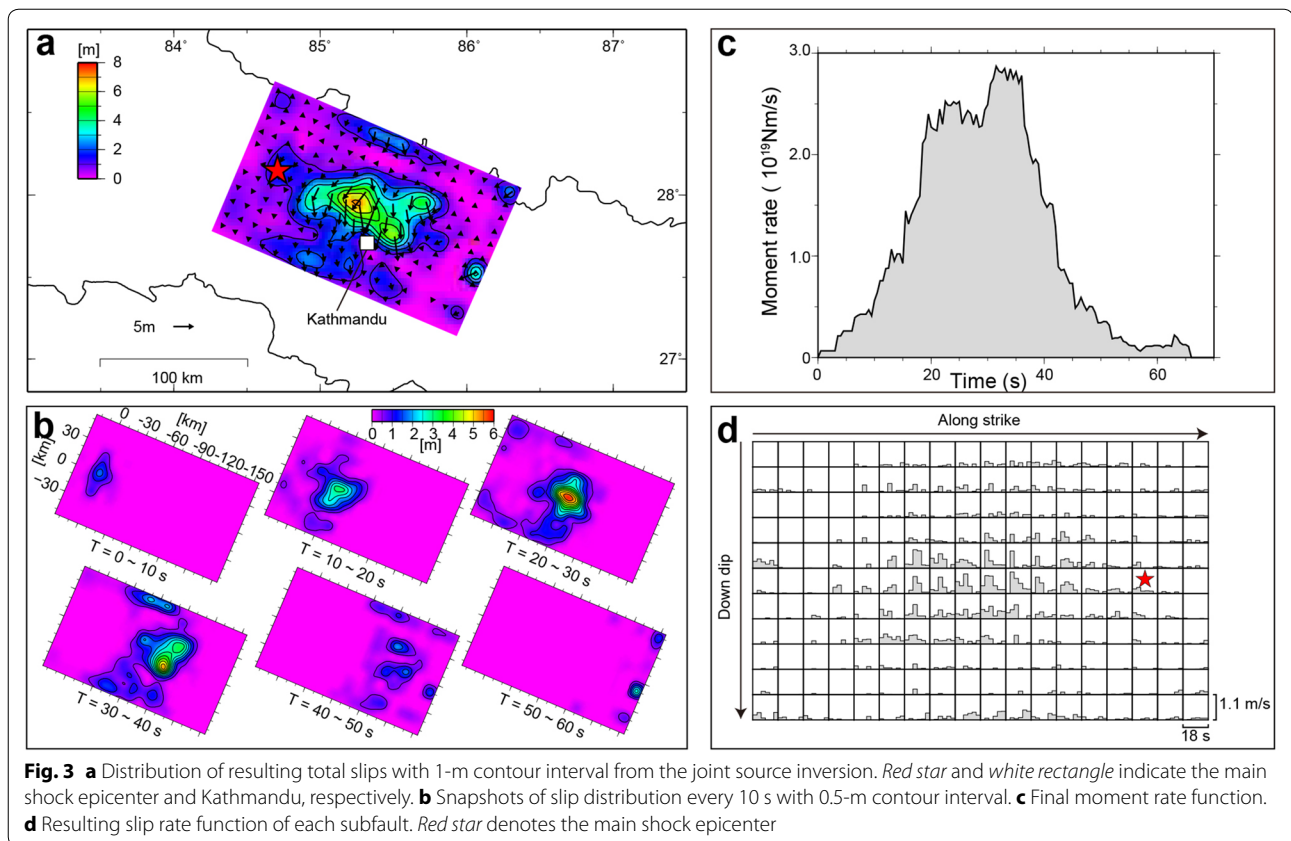 a
84° 85° 86° 87°
[m]
8
6
4
2
0
28°
Kathmandu
5m
27°
100 km
c
3.0
2.0
1.0
0
Moment rate ( 10¹⁹Nm/s)
0 20 40 60
Time (s)
b
[km]
0 -30 -60 -90 -120 -150
[km]
30
0
-30
0 1 2 3 4 5 6
[m]
T = 0 ~ 10 s
T = 10 ~ 20 s
T = 20 ~ 30 s
T = 30 ~ 40 s
T = 40 ~ 50 s
T = 50 ~ 60 s
d
Along strike
Down dip
1.1 m/s
18 s
Fig. 3 a Distribution of resulting total slips with 1-m contour interval from the joint source inversion. Red star and white rectangle indicate the main
shock epicenter and Kathmandu, respectively. b Snapshots of slip distribution every 10 s with 0.5-m contour interval. c Final moment rate function.
d Resulting slip rate function of each subfault. Red star denotes the main shock epicenter